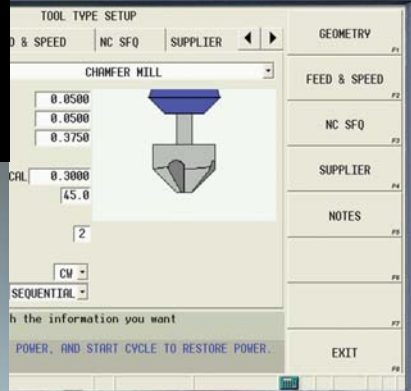 TOOL TYPE SETUP
& SPEED NC SFQ SUPPLIER
CHAMFER MILL
0.0500
0.0500
0.3750
CAL 0.3000
45.0
2
CW
SEQUENTIAL
h the information you want
POWER, AND START CYCLE TO RESTORE POWER.
GEOMETRY
F1
FEED & SPEED
F2
NC SFQ
F3
SUPPLIER
F4
NOTES
F5
F6
F7
EXIT
F8